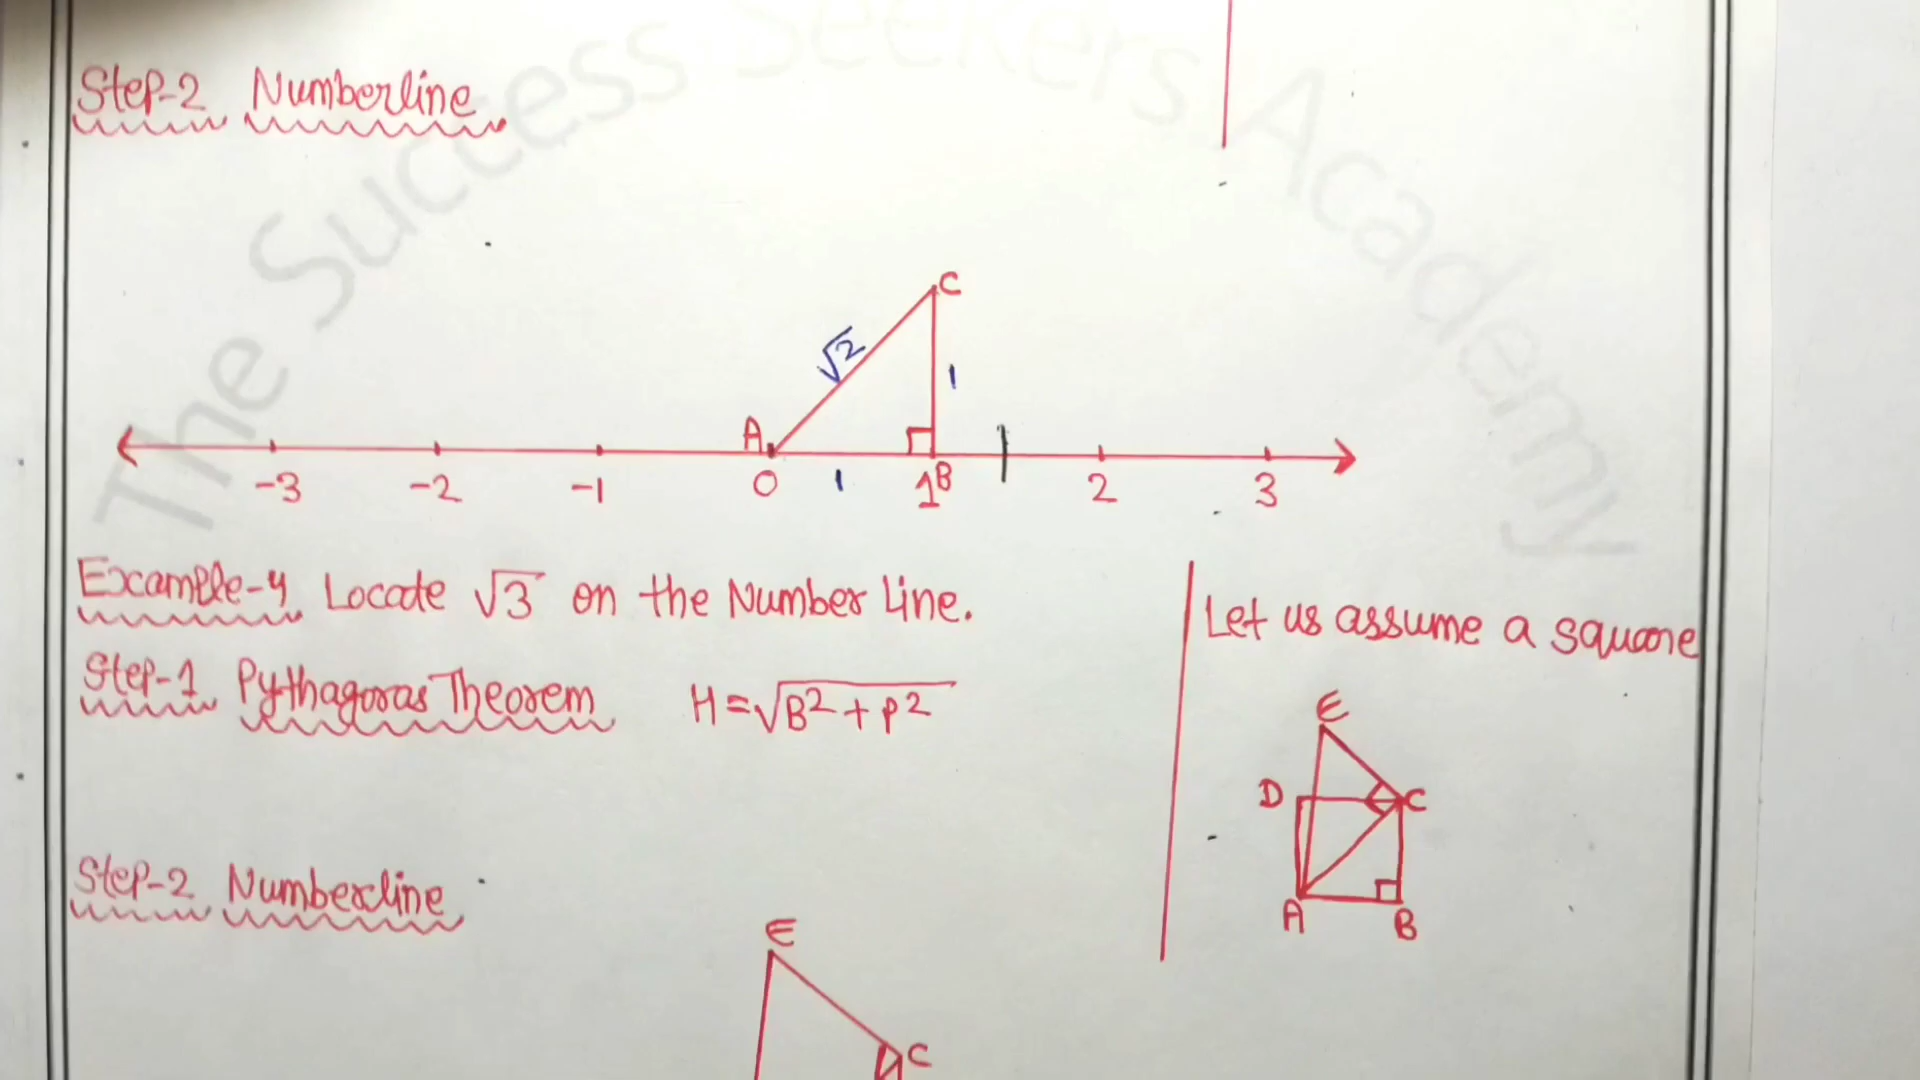 The Success Seekers Academy
Step-2 Numberline
C
√2
1
A
-3 -2 -1 0 1 1 B 2 3
Example-4 Locate √3 on the Number Line.
Step-1 Pythagoras Theorem H=√B²+P²
Let us assume a square
E
D C
A B
Step-2 Numberline
E
C